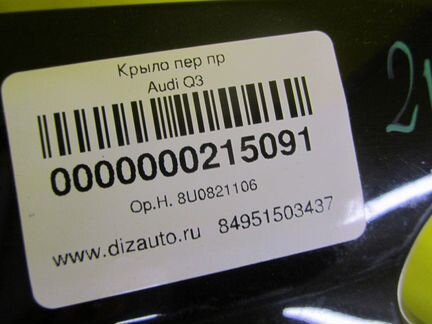 Крыло пер пр
Audi Q3
0000000215091
Ор.Н. 8U0821106
www.dizauto.ru 84951503437